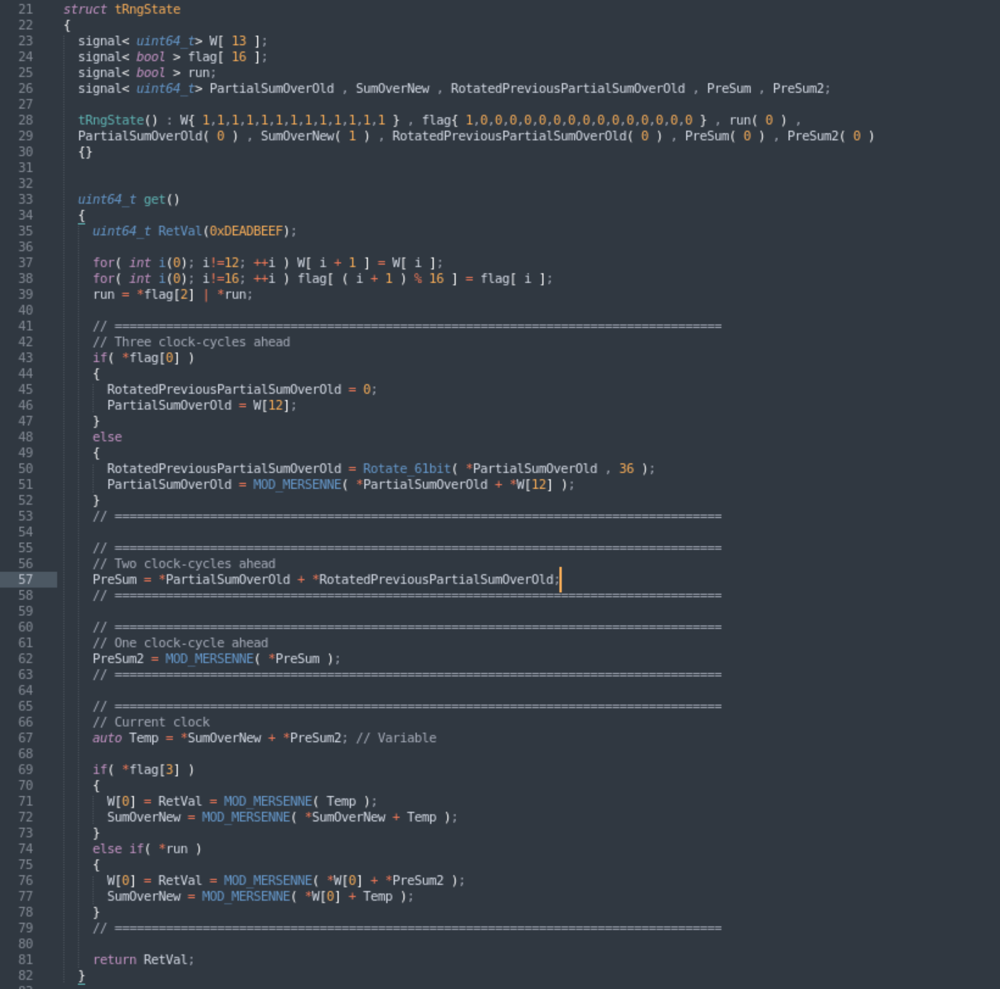 21 struct tRngState
22 {
23 signal< uint64_t> W[ 13 ];
24 signal< bool > flag[ 16 ];
25 signal< bool > run;
26 signal< uint64_t> PartialSumOverOld , SumOverNew , RotatedPreviousPartialSumOverOld , PreSum , PreSum2;
27
28 tRngState() : W{ 1,1,1,1,1,1,1,1,1,1,1,1,1 } , flag{ 1,0,0,0,0,0,0,0,0,0,0,0,0,0,0,0 } , run( 0 ) ,
29 PartialSumOverOld( 0 ) , SumOverNew( 1 ) , RotatedPreviousPartialSumOverOld( 0 ) , PreSum( 0 ) , PreSum2( 0 )
30 {}
31
32
33 uint64_t get()
34 {
35 uint64_t RetVal(0xDEADBEEF);
36
37 for( int i(0); i!=12; ++i ) W[ i + 1 ] = W[ i ];
38 for( int i(0); i!=16; ++i ) flag[ ( i + 1 ) % 16 ] = flag[ i ];
39 run = *flag[2] | *run;
40
41 // ===================================================================================
42 // Three clock-cycles ahead
43 if( *flag[0] )
44 {
45 RotatedPreviousPartialSumOverOld = 0;
46 PartialSumOverOld = W[12];
47 }
48 else
49 {
50 RotatedPreviousPartialSumOverOld = Rotate_61bit( *PartialSumOverOld , 36 );
51 PartialSumOverOld = MOD_MERSENNE( *PartialSumOverOld + *W[12] );
52 }
53 // ===================================================================================
54
55 // ===================================================================================
56 // Two clock-cycles ahead
57 PreSum = *PartialSumOverOld + *RotatedPreviousPartialSumOverOld;
58 // ===================================================================================
59
60 // ===================================================================================
61 // One clock-cycle ahead
62 PreSum2 = MOD_MERSENNE( *PreSum );
63 // ===================================================================================
64
65 // ===================================================================================
66 // Current clock
67 auto Temp = *SumOverNew + *PreSum2; // Variable
68
69 if( *flag[3] )
70 {
71 W[0] = RetVal = MOD_MERSENNE( Temp );
72 SumOverNew = MOD_MERSENNE( *SumOverNew + Temp );
73 }
74 else if( *run )
75 {
76 W[0] = RetVal = MOD_MERSENNE( *W[0] + *PreSum2 );
77 SumOverNew = MOD_MERSENNE( *W[0] + Temp );
78 }
79 // ===================================================================================
80
81 return RetVal;
82 }